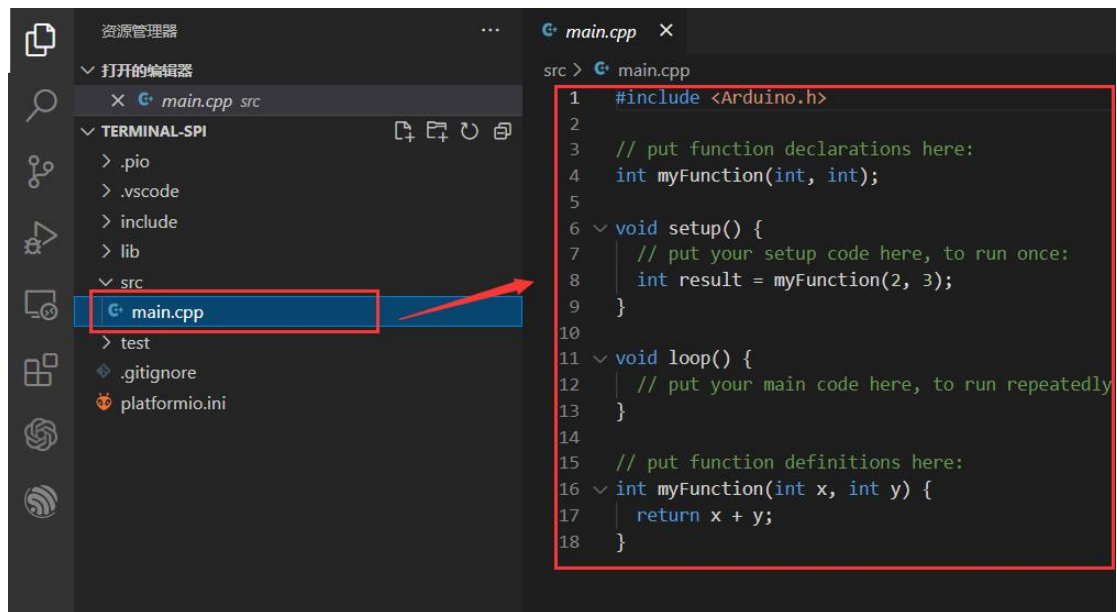 资源管理器
···
打开的编辑器
main.cpp src
TERMINAL-SPI
.pio
.vscode
include
lib
src
main.cpp
test
.gitignore
platformio.ini
main.cpp
src > main.cpp
1 #include <Arduino.h>
2
3 // put function declarations here:
4 int myFunction(int, int);
5
6 void setup() {
7 // put your setup code here, to run once:
8 int result = myFunction(2, 3);
9 }
10
11 void loop() {
12 // put your main code here, to run repeatedly
13 }
14
15 // put function definitions here:
16 int myFunction(int x, int y) {
17 return x + y;
18 }